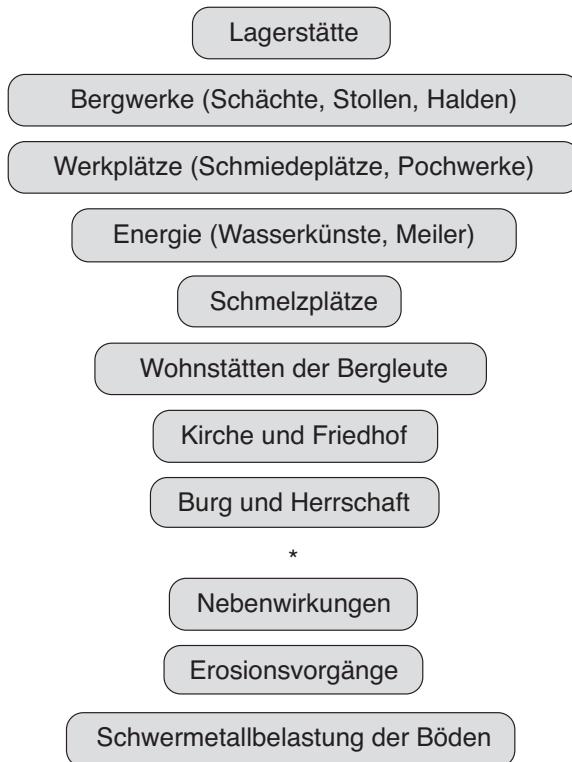 Lagerstätte
Bergwerke (Schächte, Stollen, Halden)
Werkplätze (Schmiedeplätze, Pochwerke)
Energie (Wasserkünste, Meiler)
Schmelzplätze
Wohnstätten der Bergleute
Kirche und Friedhof
Burg und Herrschaft
*
Nebenwirkungen
Erosionsvorgänge
Schwermetallbelastung der Böden